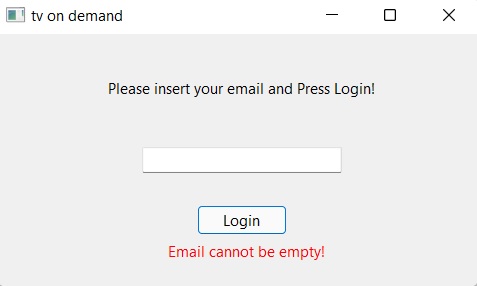 tv on demand
Please insert your email and Press Login!
Login
Email cannot be empty!